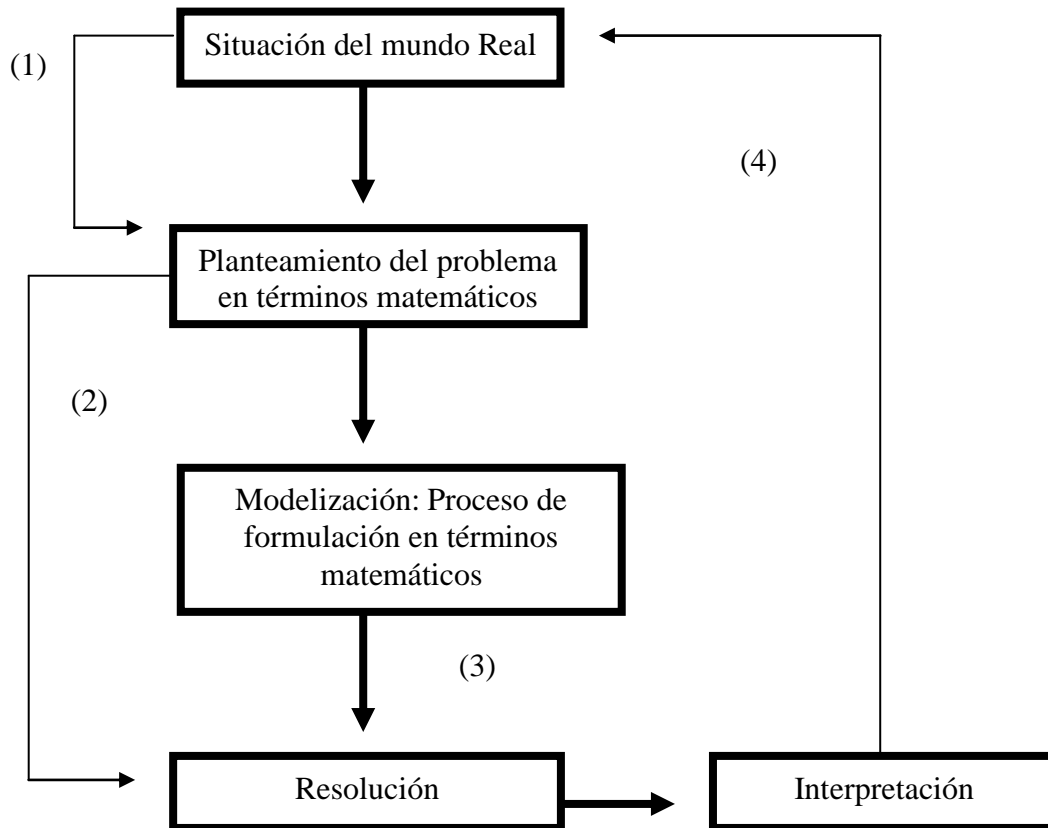 Situación del mundo Real
(1)
(4)
Planteamiento del problema
en términos matemáticos
(2)
Modelización: Proceso de
formulación en términos
matemáticos
(3)
Resolución
Interpretación